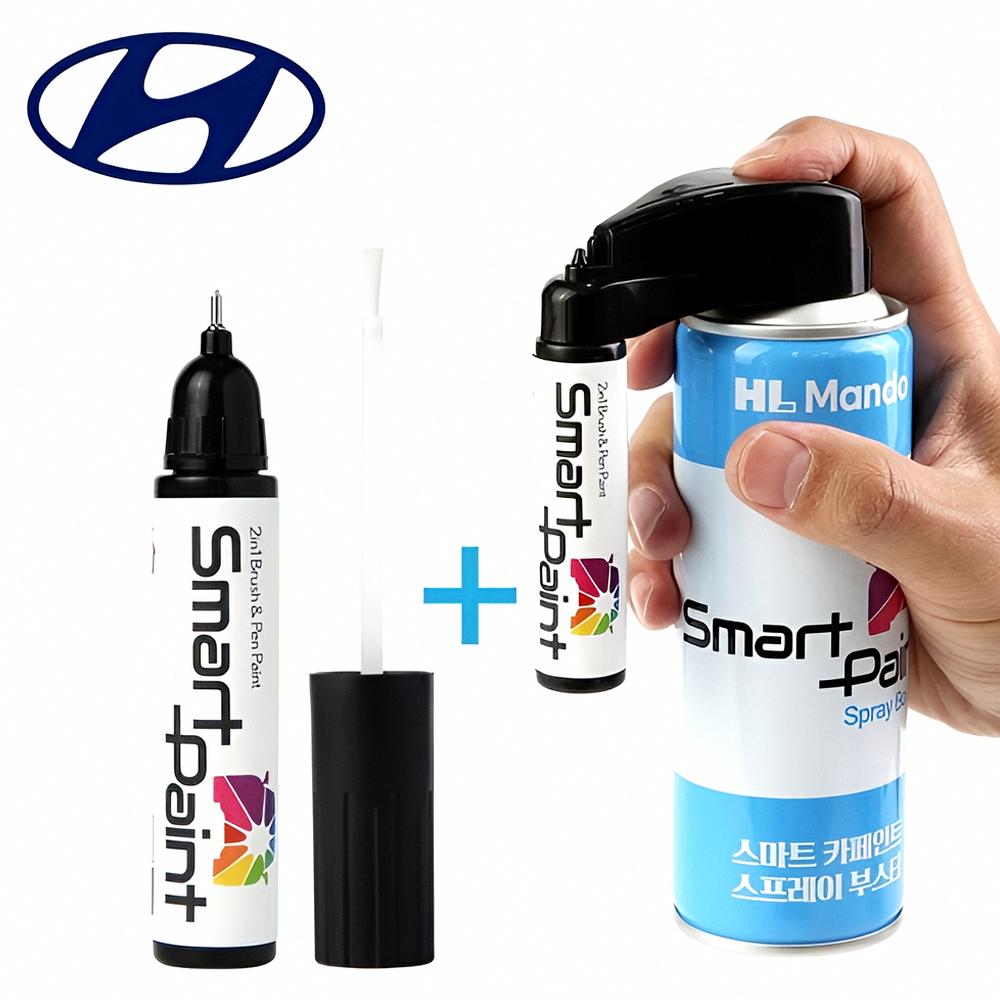 2in1 Brush & Pen Paint
Smart
Paint
2in1 Brush & Pen Paint
Smart
Paint
HL Mando
Smart
Spray
스마트 카페인트
스프레이 부스터